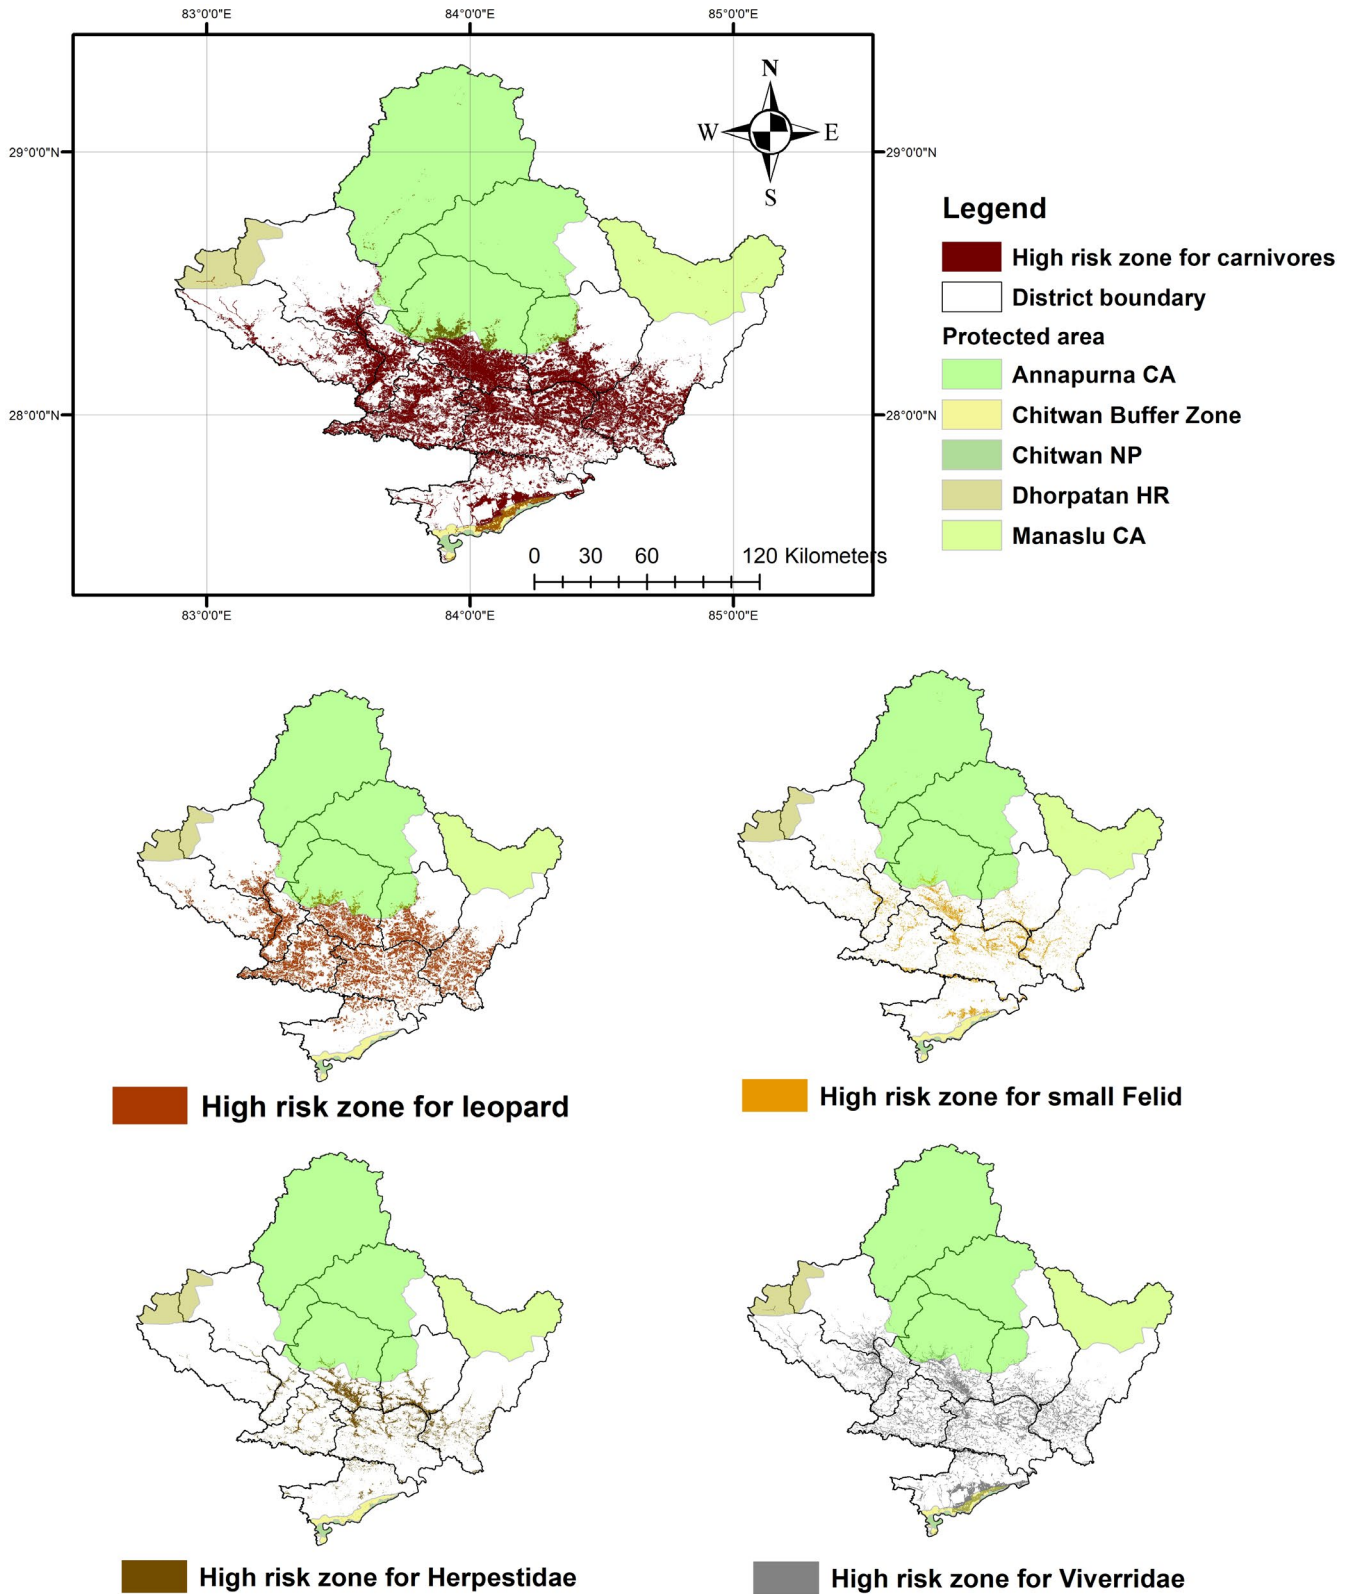 83°0'0"E 84°0'0"E 85°0'0"E
N
W E
S
29°0'0"N 29°0'0"N
28°0'0"N 28°0'0"N
0 30 60 120 Kilometers
83°0'0"E 84°0'0"E 85°0'0"E
Legend
High risk zone for carnivores
District boundary
Protected area
Annapurna CA
Chitwan Buffer Zone
Chitwan NP
Dhorpatan HR
Manaslu CA
High risk zone for leopard
High risk zone for small Felid
High risk zone for Herpestidae
High risk zone for Viverridae